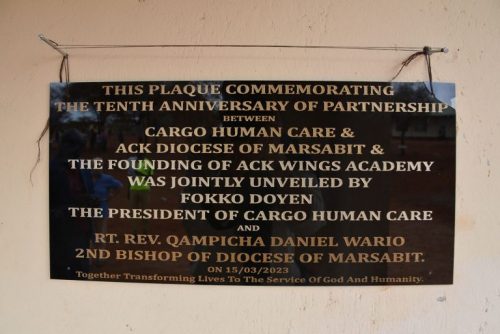 THIS PLAQUE COMMEMORATING
THE TENTH ANNIVERSARY OF PARTNERSHIP
BETWEEN
CARGO HUMAN CARE &
ACK DIOCESE OF MARSABIT &
THE FOUNDING OF ACK WINGS ACADEMY
WAS JOINTLY UNVEILED BY
FOKKO DOYEN
THE PRESIDENT OF CARGO HUMAN CARE
AND
RT. REV. QAMPICHA DANIEL WARIO
2ND BISHOP OF DIOCESE OF MARSABIT.
ON 15/03/2023
Together Transforming Lives To The Service Of God And Humanity.